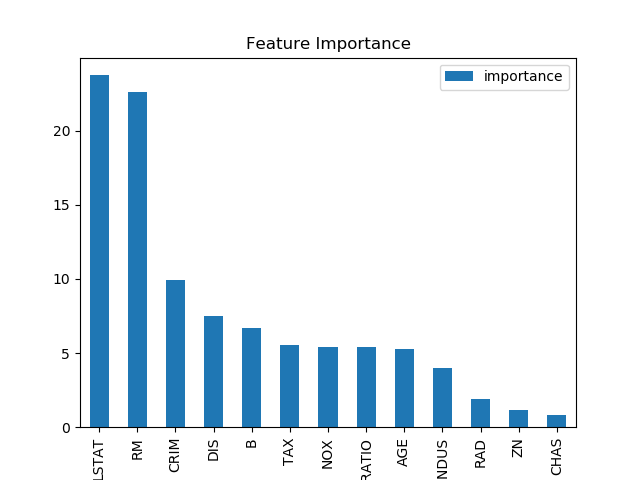 Feature Importance
importance
20
15
10
5
0
LSTAT
RM
CRIM
DIS
B
TAX
NOX
RATIO
AGE
NDUS
RAD
ZN
CHAS